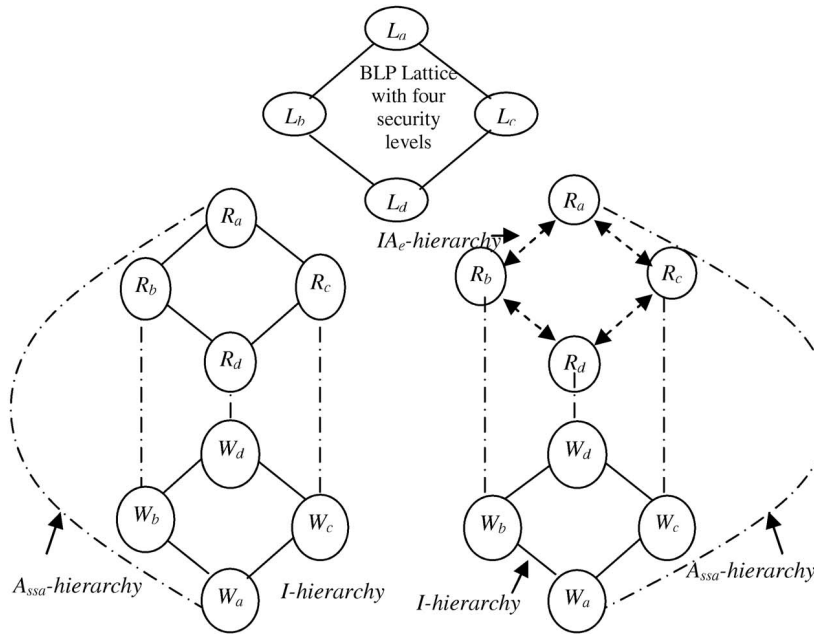 La
BLP Lattice
with four
security
levels
Lb
Lc
Ld
Ra
Rb
Rc
Rd
Wd
Wb
Wc
Wa
Assa-hierarchy
I-hierarchy
Ra
IAe-hierarchy
Rb
Rc
Rd
Wd
Wb
Wc
Wa
I-hierarchy
Assa-hierarchy